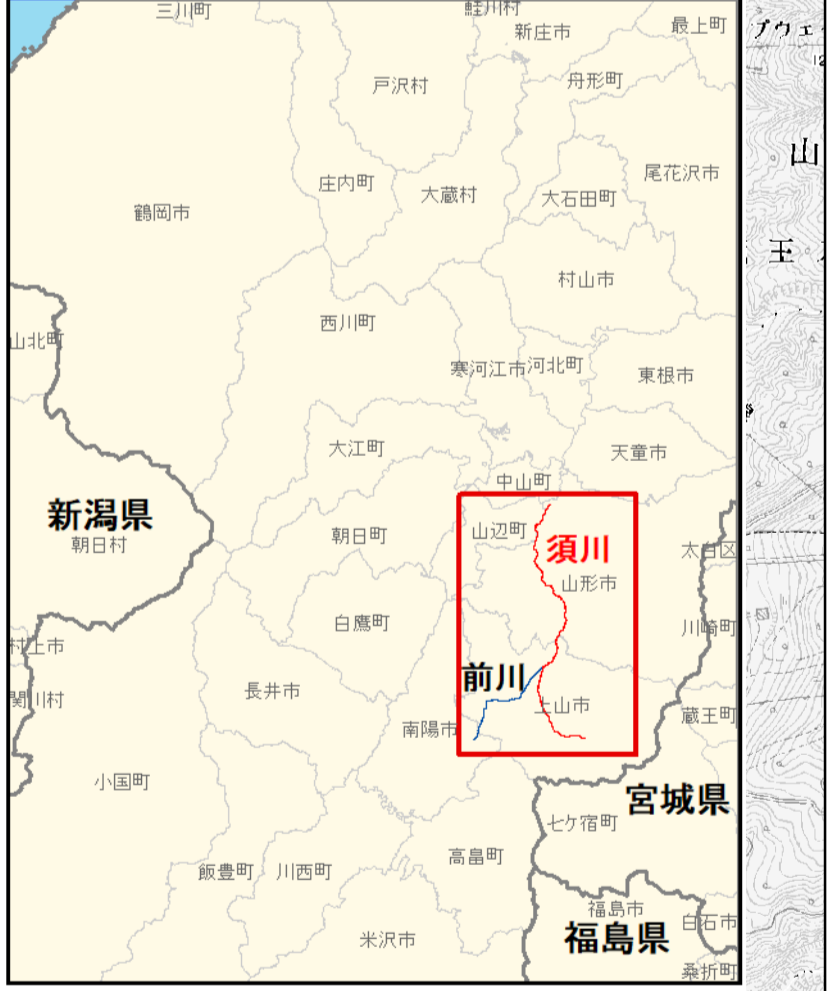 三川町
鮭川村
新庄市
最上町
プウェ
戸沢村
舟形町
12
山
庄内町
大蔵村
大石田町
尾花沢市
鶴岡市
王
村山市
西川町
山北町
寒河江市
河北町
東根市
大江町
天童市
中山町
新潟県
朝日村
朝日町
山辺町
須川
太白区
山形市
白鷹町
川崎町
村上市
前川
関川村
長井市
上山市
南陽市
蔵王町
小国町
宮城県
七ケ宿町
高畠町
飯豊町
川西町
福島市
白石市
福島県
米沢市
桑折町